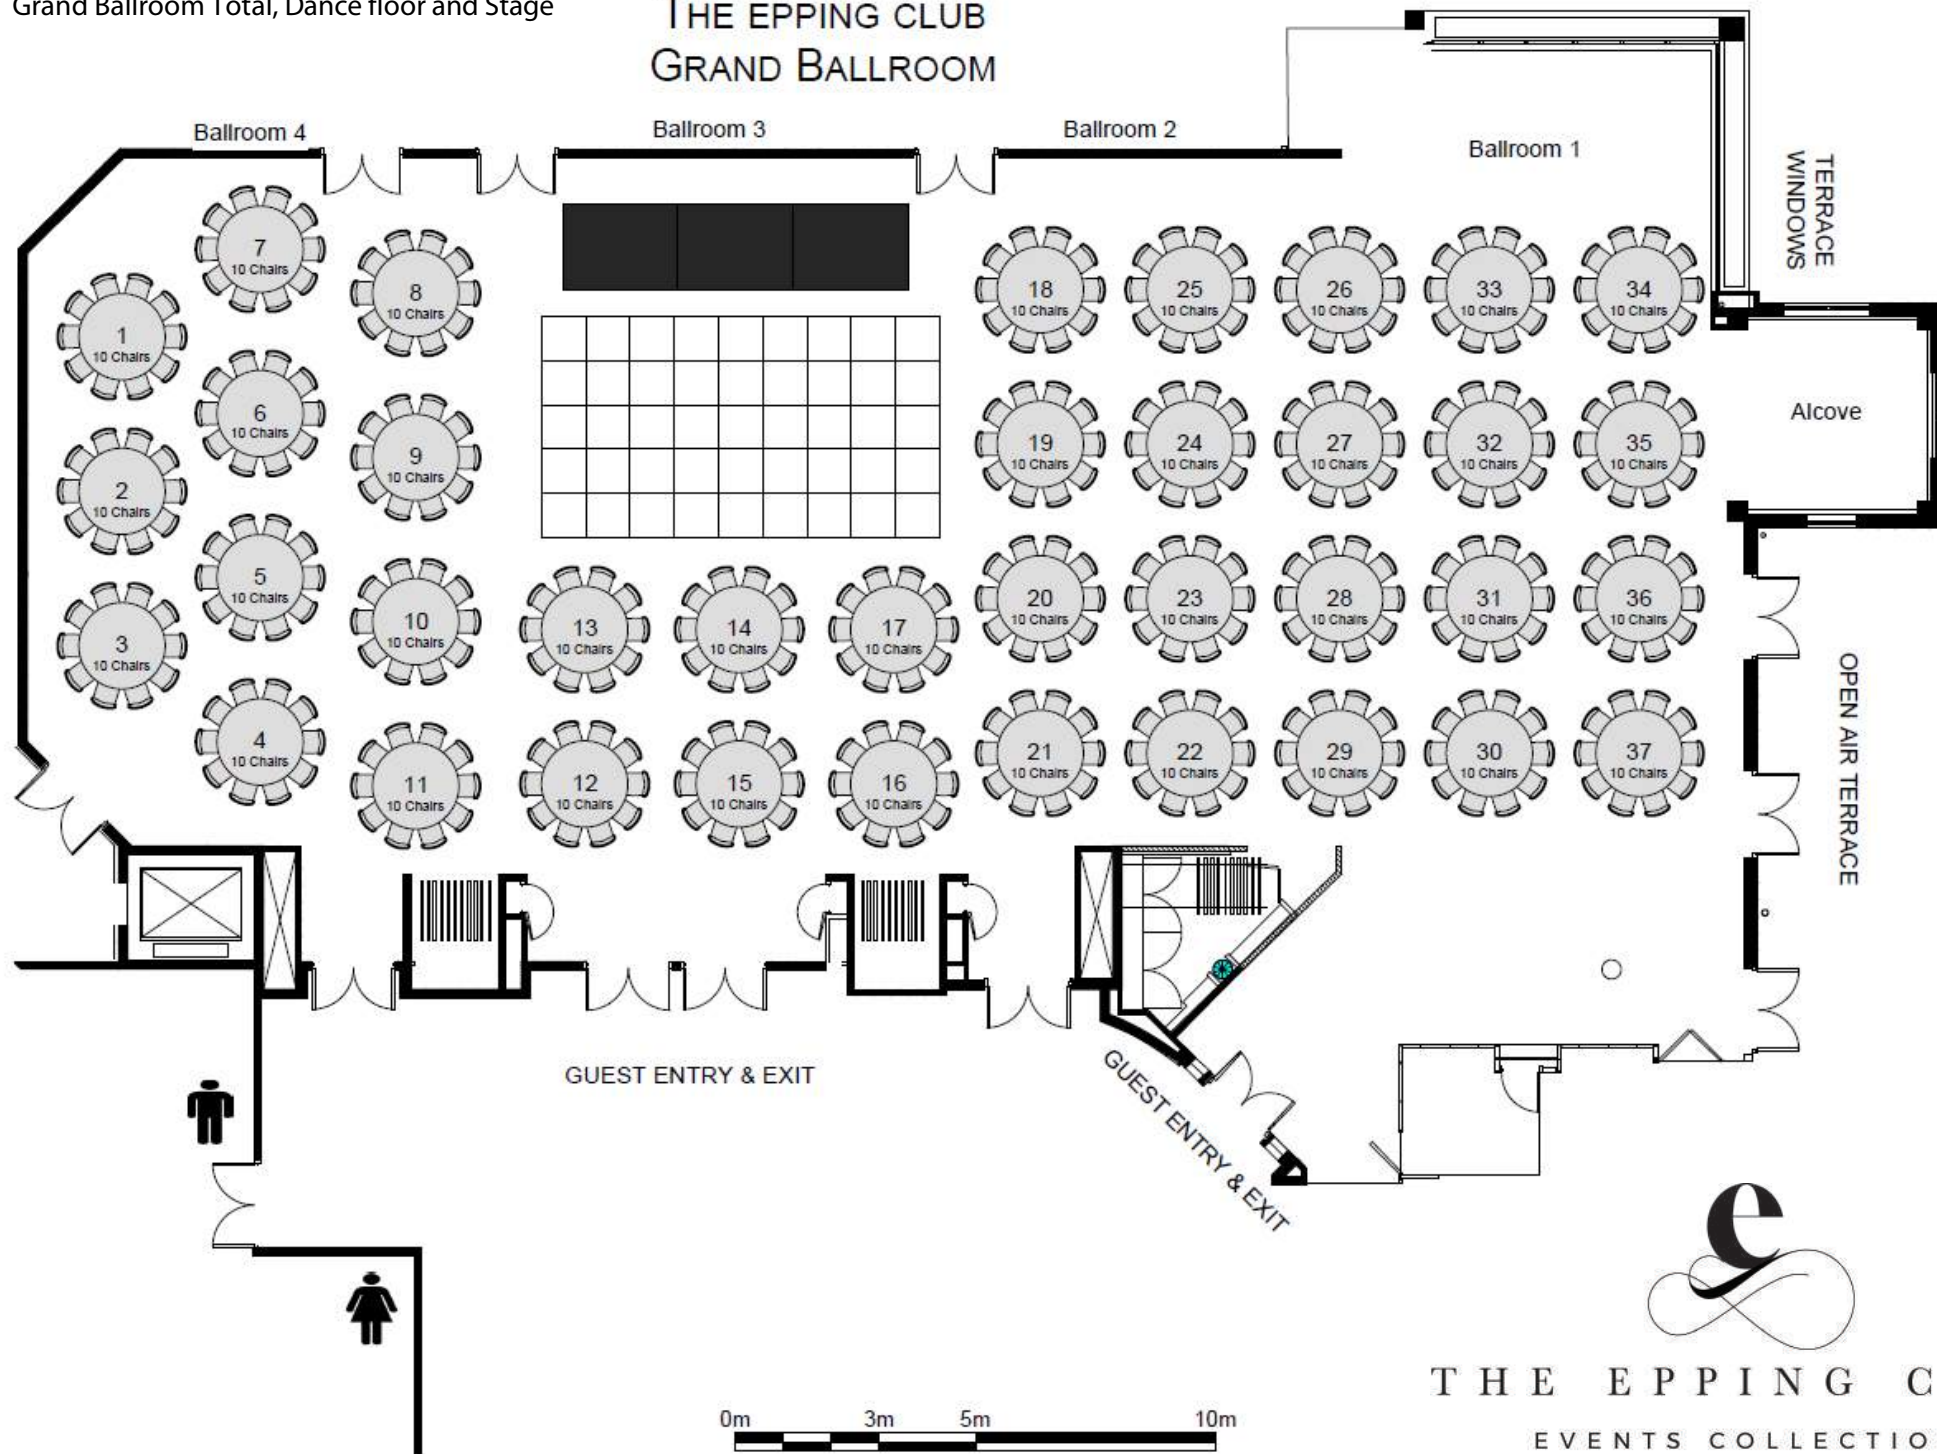 Grand Ballroom Total, Dance floor and Stage
THE EPPING CLUB
GRAND BALLROOM
Ballroom 4
Ballroom 3
Ballroom 2
Ballroom 1
TERRACE
WINDOWS
7
10 Chairs
8
10 Chairs
18
10 Chairs
25
10 Chairs
26
10 Chairs
33
10 Chairs
34
10 Chairs
1
10 Chairs
6
10 Chairs
9
10 Chairs
19
10 Chairs
24
10 Chairs
27
10 Chairs
32
10 Chairs
35
10 Chairs
Alcove
2
10 Chairs
5
10 Chairs
10
10 Chairs
13
10 Chairs
14
10 Chairs
17
10 Chairs
20
10 Chairs
23
10 Chairs
28
10 Chairs
31
10 Chairs
36
10 Chairs
3
10 Chairs
4
10 Chairs
11
10 Chairs
12
10 Chairs
15
10 Chairs
16
10 Chairs
21
10 Chairs
22
10 Chairs
29
10 Chairs
30
10 Chairs
37
10 Chairs
OPEN AIR TERRACE
GUEST ENTRY & EXIT
GUEST ENTRY & EXIT
e
THE EPPING C
EVENTS COLLECTIO
0m 3m 5m 10m